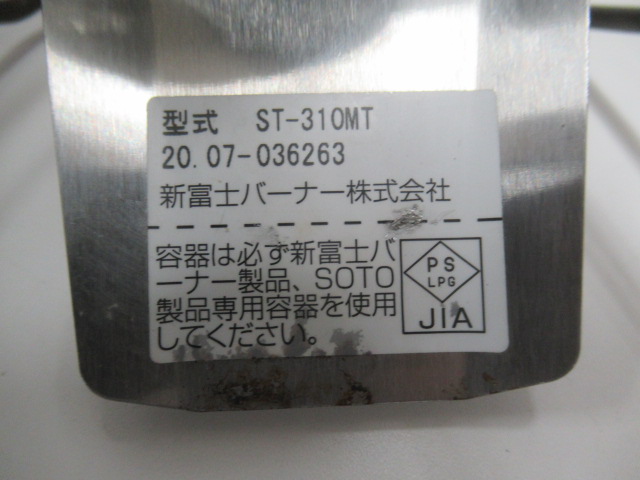 型式 ST-310MT
20.07-036263
新富士バーナー株式会社
容器は必ず新富士バ
ーナー製品、SOTO
製品専用容器を使用
してください。
PS
LPG
JIA